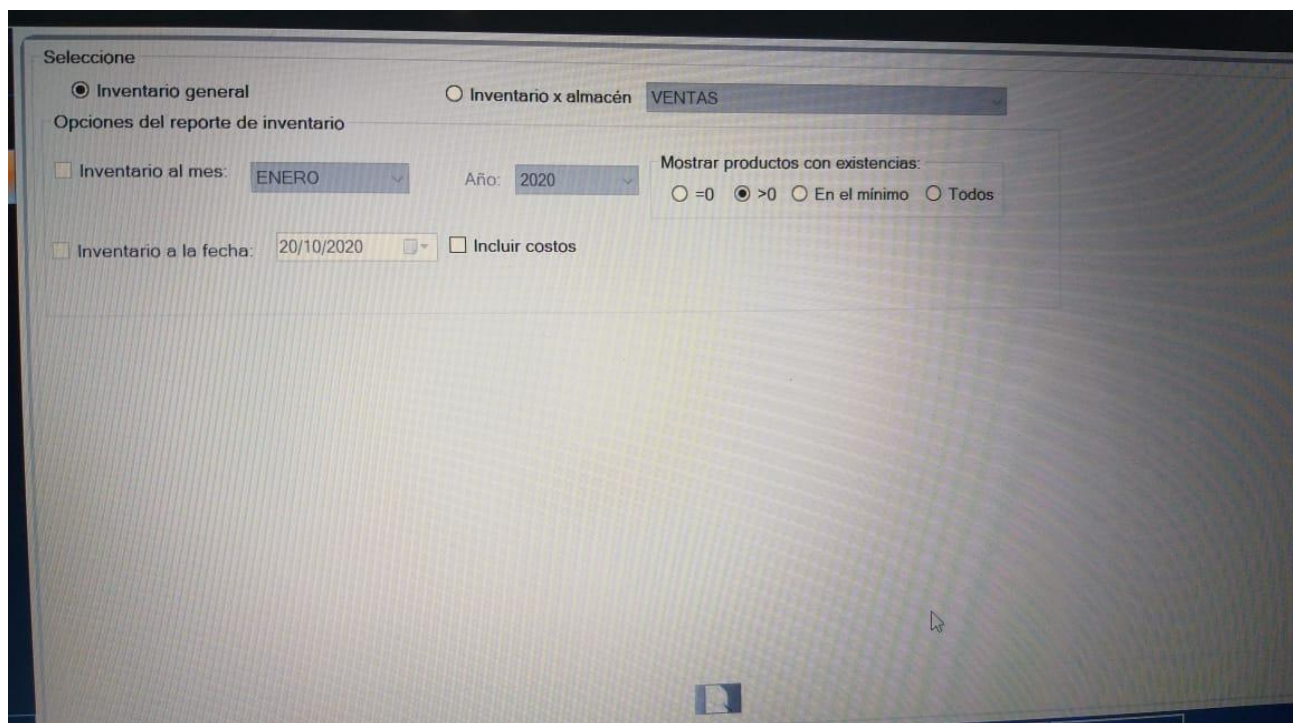 Seleccione
Inventario general
Inventario x almacén VENTAS
Opciones del reporte de inventario
Inventario al mes: ENERO Año: 2020
Mostrar productos con existencias:
=0 >0 En el mínimo Todos
Inventario a la fecha: 20/10/2020 Incluir costos